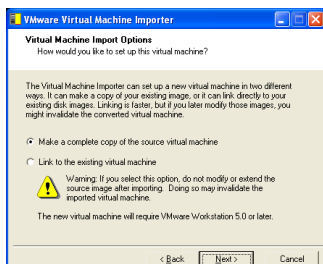 VMware Virtual Machine Importer
Virtual Machine Import Options
How would you like to set up this virtual machine?
The Virtual Machine Importer can set up a new virtual machine in two different
ways. It can make a copy of your existing image, or it can link directly to your
existing disk images. Linking is faster, but if you later modify those images, you
might invalidate the converted virtual machine.
Make a complete copy of the source virtual machine
Link to the existing virtual machine
Warning: If you select this option, do not modify or extend the
source image after importing. Doing so may invalidate the
imported virtual machine.
The new virtual machine will require VMware Workstation 5.0 or later.
< Back
Next >
Cancel